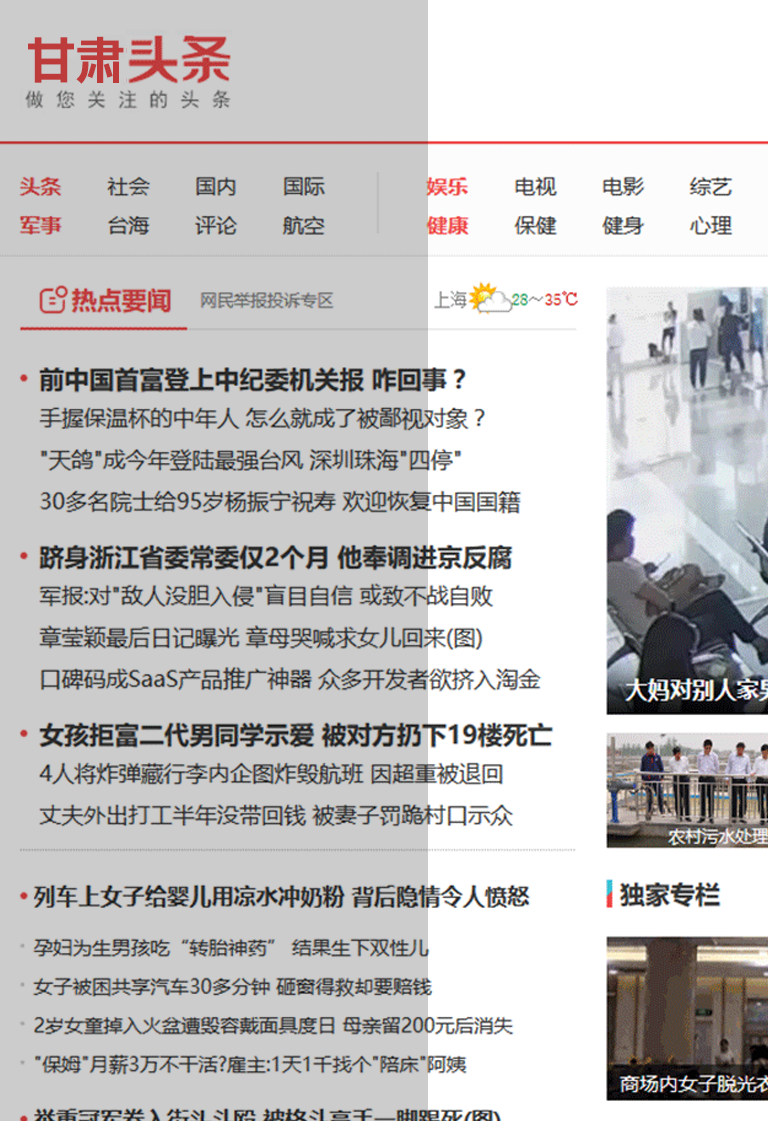 甘肃头条
做您关注的头条
头条 社会 国内 国际 娱乐 电视 电影 综艺
军事 台海 评论 航空 健康 保健 健身 心理
热点要闻 网民举报投诉专区 上海 28～35℃
前中国首富登上中纪委机关报 咋回事？
手握保温杯的中年人 怎么就成了被鄙视对象？
"天鸽"成今年登陆最强台风 深圳珠海"四停"
30多名院士给95岁杨振宁祝寿 欢迎恢复中国国籍
跻身浙江省委常委仅2个月 他奉调进京反腐
军报:对"敌人没胆入侵"盲目自信 或致不战自败
章莹颖最后日记曝光 章母哭喊求女儿回来(图)
口碑码成SaaS产品推广神器 众多开发者欲挤入淘金
大妈对别人家男
女孩拒富二代男同学示爱 被对方扔下19楼死亡
4人将炸弹藏行李内企图炸毁航班 因超重被退回
丈夫外出打工半年没带回钱 被妻子罚跪村口示众
农村污水处理
列车上女子给婴儿用凉水冲奶粉 背后隐情令人愤怒
独家专栏
孕妇为生男孩吃“转胎神药” 结果生下双性儿
女子被困共享汽车30多分钟 砸窗得救却要赔钱
2岁女童掉入火盆遭毁容戴面具度日 母亲留200元后消失
"保姆"月薪3万不干活?雇主:1天1千找个"陪床"阿姨
商场内女子脱光衣
举重冠军卷入街头斗殴 被格斗高手一脚踢死(图)